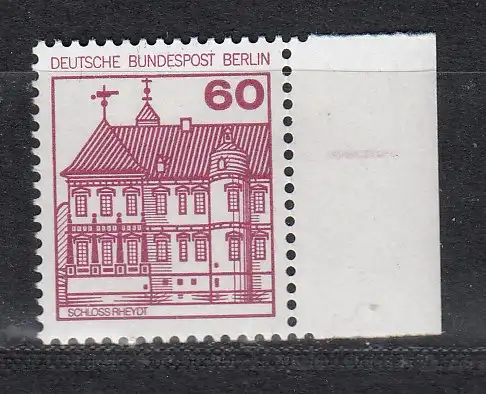 DEUTSCHE BUNDESPOST BERLIN
60
SCHLOSS RHEYDT